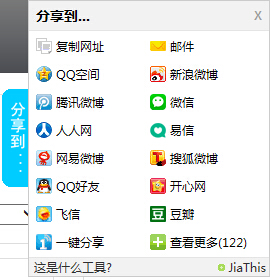 分享到...
X
复制网址 邮件
QQ空间 新浪微博
腾讯微博 微信
人人网 易信
网易微博 搜狐微博
QQ好友 开心网
飞信 豆瓣
一键分享 查看更多(122)
这是什么工具? JiaThis
分享到...